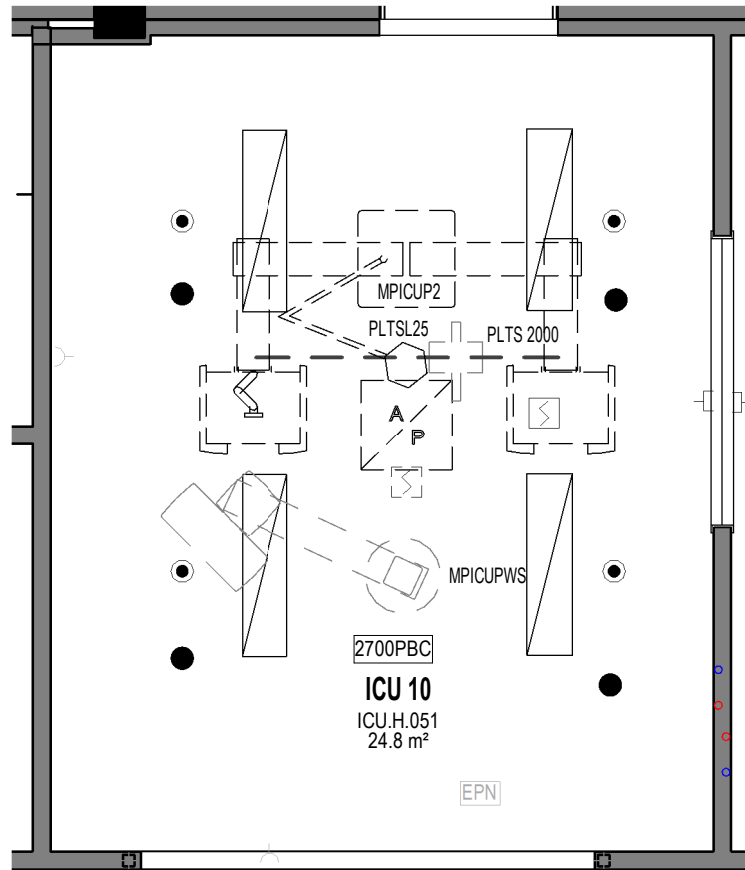 MPICUP2
PLTSL25
PLTS 2000
A
P
MPICUPWS
2700PBC
ICU 10
ICU.H.051
24.8 m²
EPN